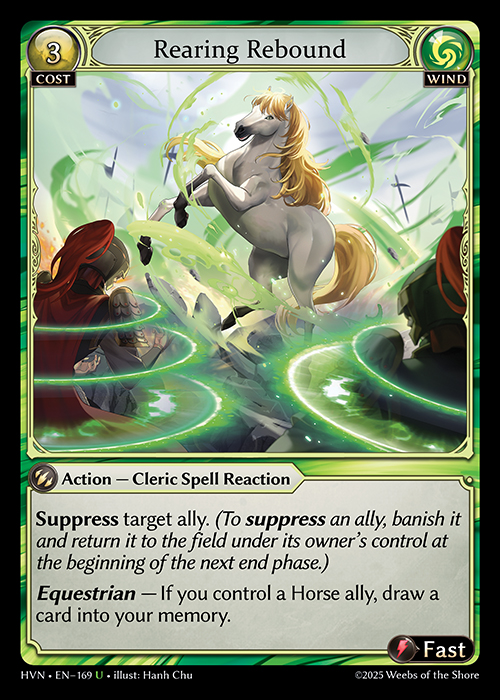 3
COST
Rearing Rebound
WIND
Action — Cleric Spell Reaction
Suppress target ally. (To suppress an ally, banish it
and return it to the field under its owner's control at
the beginning of the next end phase.)
Equestrian — If you control a Horse ally, draw a
card into your memory.
Fast
HVN • EN-169 U • illust: Hanh Chu
©2025 Weebs of the Shore